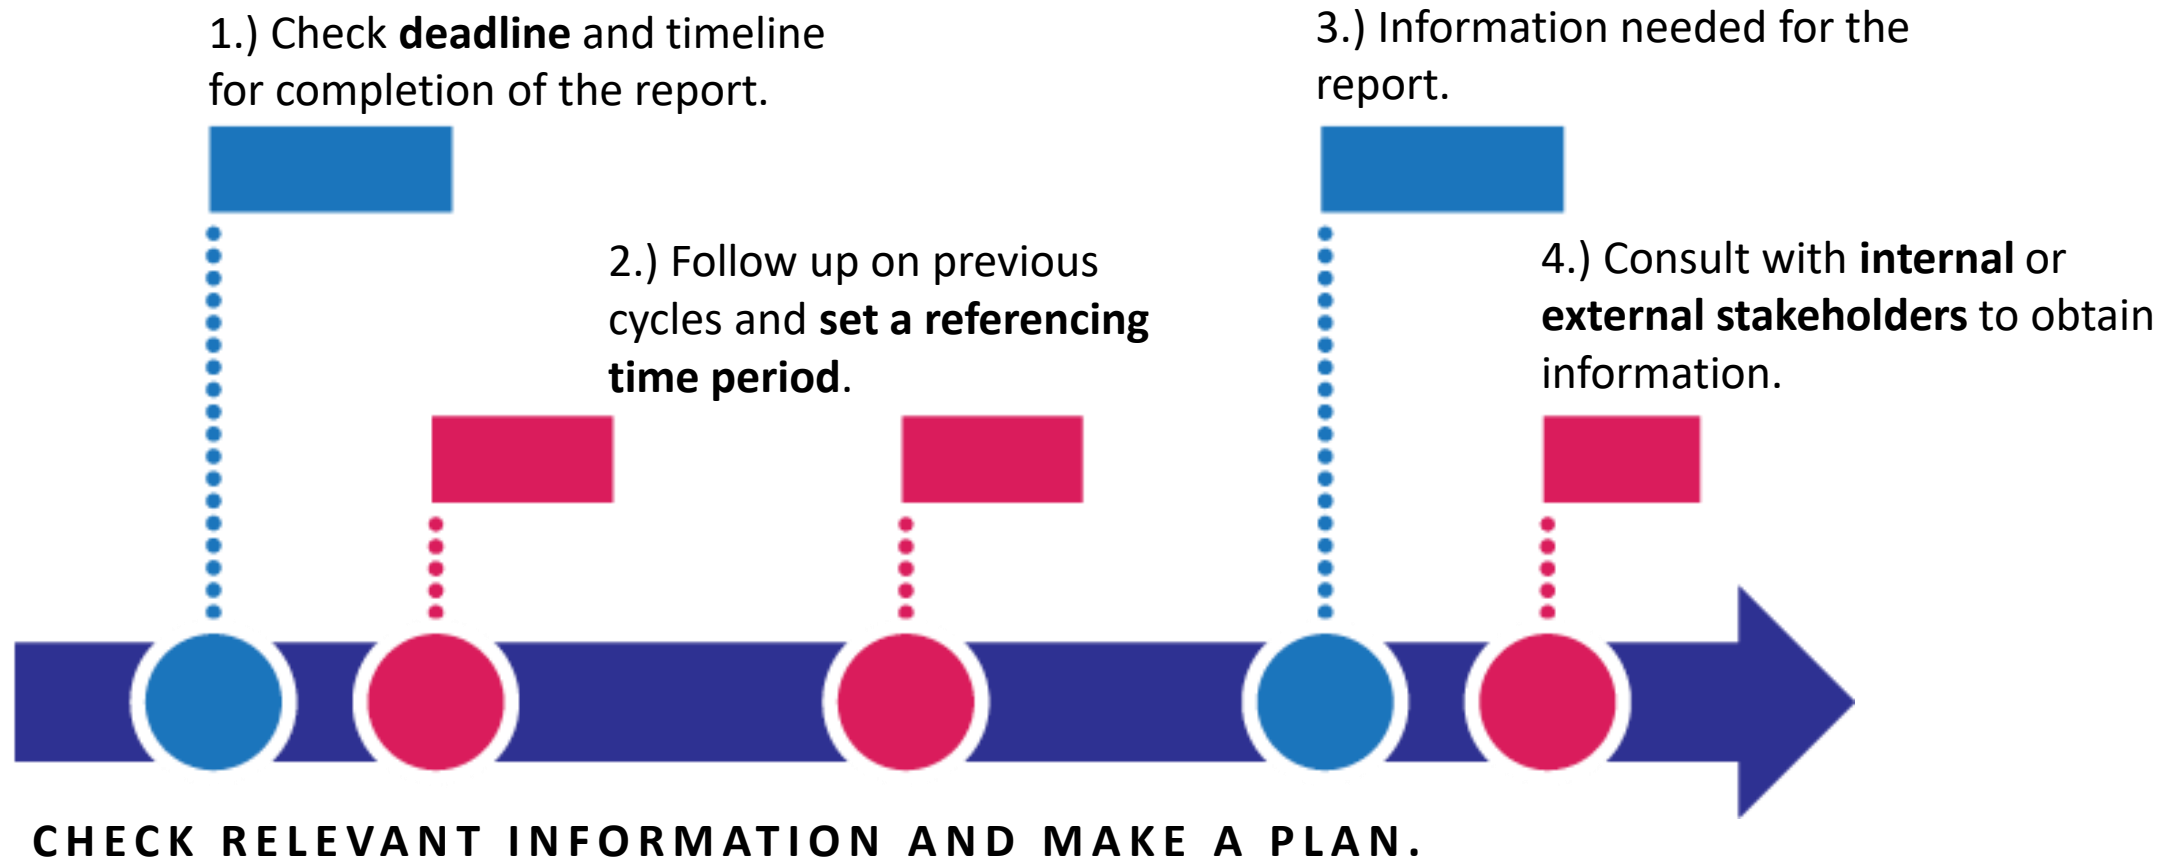 1.) Check deadline and timeline
for completion of the report.
2.) Follow up on previous
cycles and set a referencing
time period.
3.) Information needed for the
report.
4.) Consult with internal or
external stakeholders to obtain
information.
CHECK RELEVANT INFORMATION AND MAKE A PLAN.